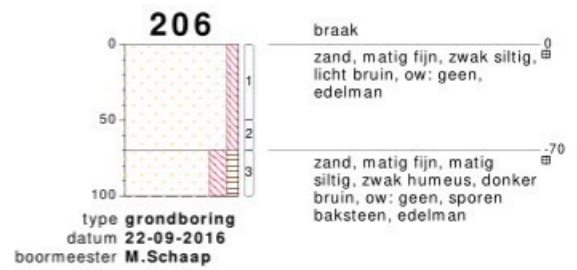 206
braak
0
0
zand, matig fijn, zwak siltig,
licht bruin, ow: geen,
edelman
1
50
2
-70
3
zand, matig fijn, matig
siltig, zwak humeus, donker
bruin, ow: geen, sporen
baksteen, edelman
100
type grondboring
datum 22-09-2016
boormeester M.Schaap